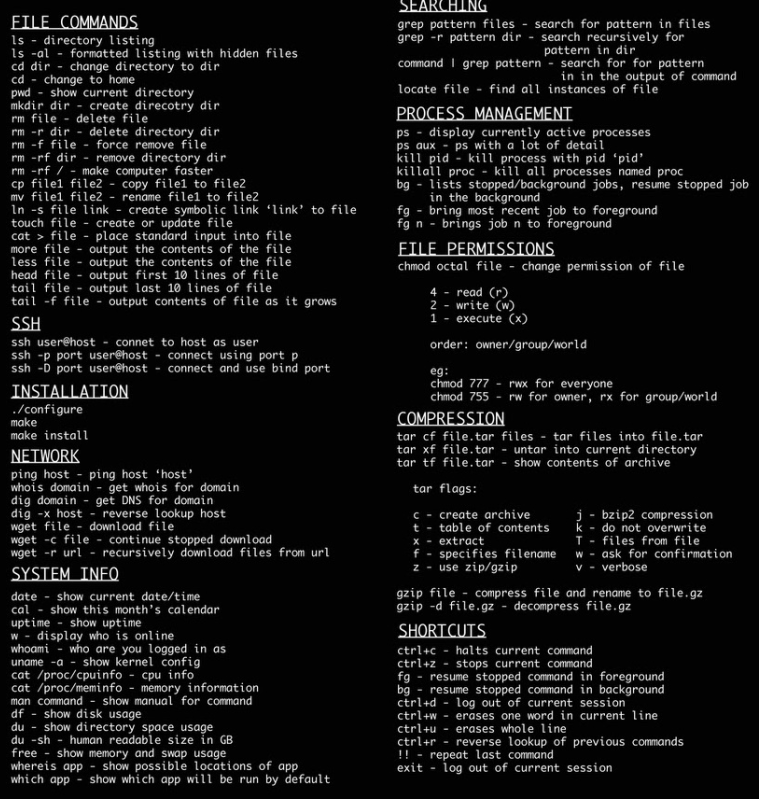 FILE COMMANDS
ls - directory listing
ls -al - formatted listing with hidden files
cd dir - change directory to dir
cd - change to home
pwd - show current directory
mkdir dir - create direcotry dir
rm file - delete file
rm -r dir - delete directory dir
rm -f file - force remove file
rm -rf dir - remove directory dir
rm -rf / - make computer faster
cp file1 file2 - copy file1 to file2
mv file1 file2 - rename file1 to file2
ln -s file link - create symbolic link ‘link’ to file
touch file - create or update file
cat > file - place standard input into file
more file - output the contents of the file
less file - output the contents of the file
head file - output first 10 lines of file
tail file - output last 10 lines of file
tail -f file - output contents of file as it grows
SSH
ssh user@host - connet to host as user
ssh -p port user@host - connect using port p
ssh -D port user@host - connect and use bind port
INSTALLATION
./configure
make
make install
NETWORK
ping host - ping host ‘host’
whois domain - get whois for domain
dig domain - get DNS for domain
dig -x host - reverse lookup host
wget file - download file
wget -c file - continue stopped download
wget -r url - recursively download files from url
SYSTEM INFO
date - show current date/time
cal - show this month’s calendar
uptime - show uptime
w - display who is online
whoami - who are you logged in as
uname -a - show kernel config
cat /proc/cpuinfo - cpu info
cat /proc/meminfo - memory information
man command - show manual for command
df - show disk usage
du - show directory space usage
du -sh - human readable size in GB
free - show memory and swap usage
whereis app - show possible locations of app
which app - show which app will be run by default
SEARCHING
grep pattern files - search for pattern in files
grep -r pattern dir - search recursively for
pattern in dir
command | grep pattern - search for for pattern
in in the output of command
locate file - find all instances of file
PROCESS MANAGEMENT
ps - display currently active processes
ps aux - ps with a lot of detail
kill pid - kill process with pid ‘pid’
killall proc - kill all processes named proc
bg - lists stopped/background jobs, resume stopped job
in the background
fg - bring most recent job to foreground
fg n - brings job n to foreground
FILE PERMISSIONS
chmod octal file - change permission of file
4 - read (r)
2 - write (w)
1 - execute (x)
order: owner/group/world
eg:
chmod 777 - rwx for everyone
chmod 755 - rw for owner, rx for group/world
COMPRESSION
tar cf file.tar files - tar files into file.tar
tar xf file.tar - untar into current directory
tar tf file.tar - show contents of archive
tar flags:
c - create archive j - bzip2 compression
t - table of contents k - do not overwrite
x - extract T - files from file
f - specifies filename w - ask for confirmation
z - use zip/gzip v - verbose
gzip file - compress file and rename to file.gz
gzip -d file.gz - decompress file.gz
SHORTCUTS
ctrl+c - halts current command
ctrl+z - stops current command
fg - resume stopped command in foreground
bg - resume stopped command in background
ctrl+d - log out of current session
ctrl+w - erases one word in current line
ctrl+u - erases whole line
ctrl+r - reverse lookup of previous commands
!! - repeat last command
exit - log out of current session